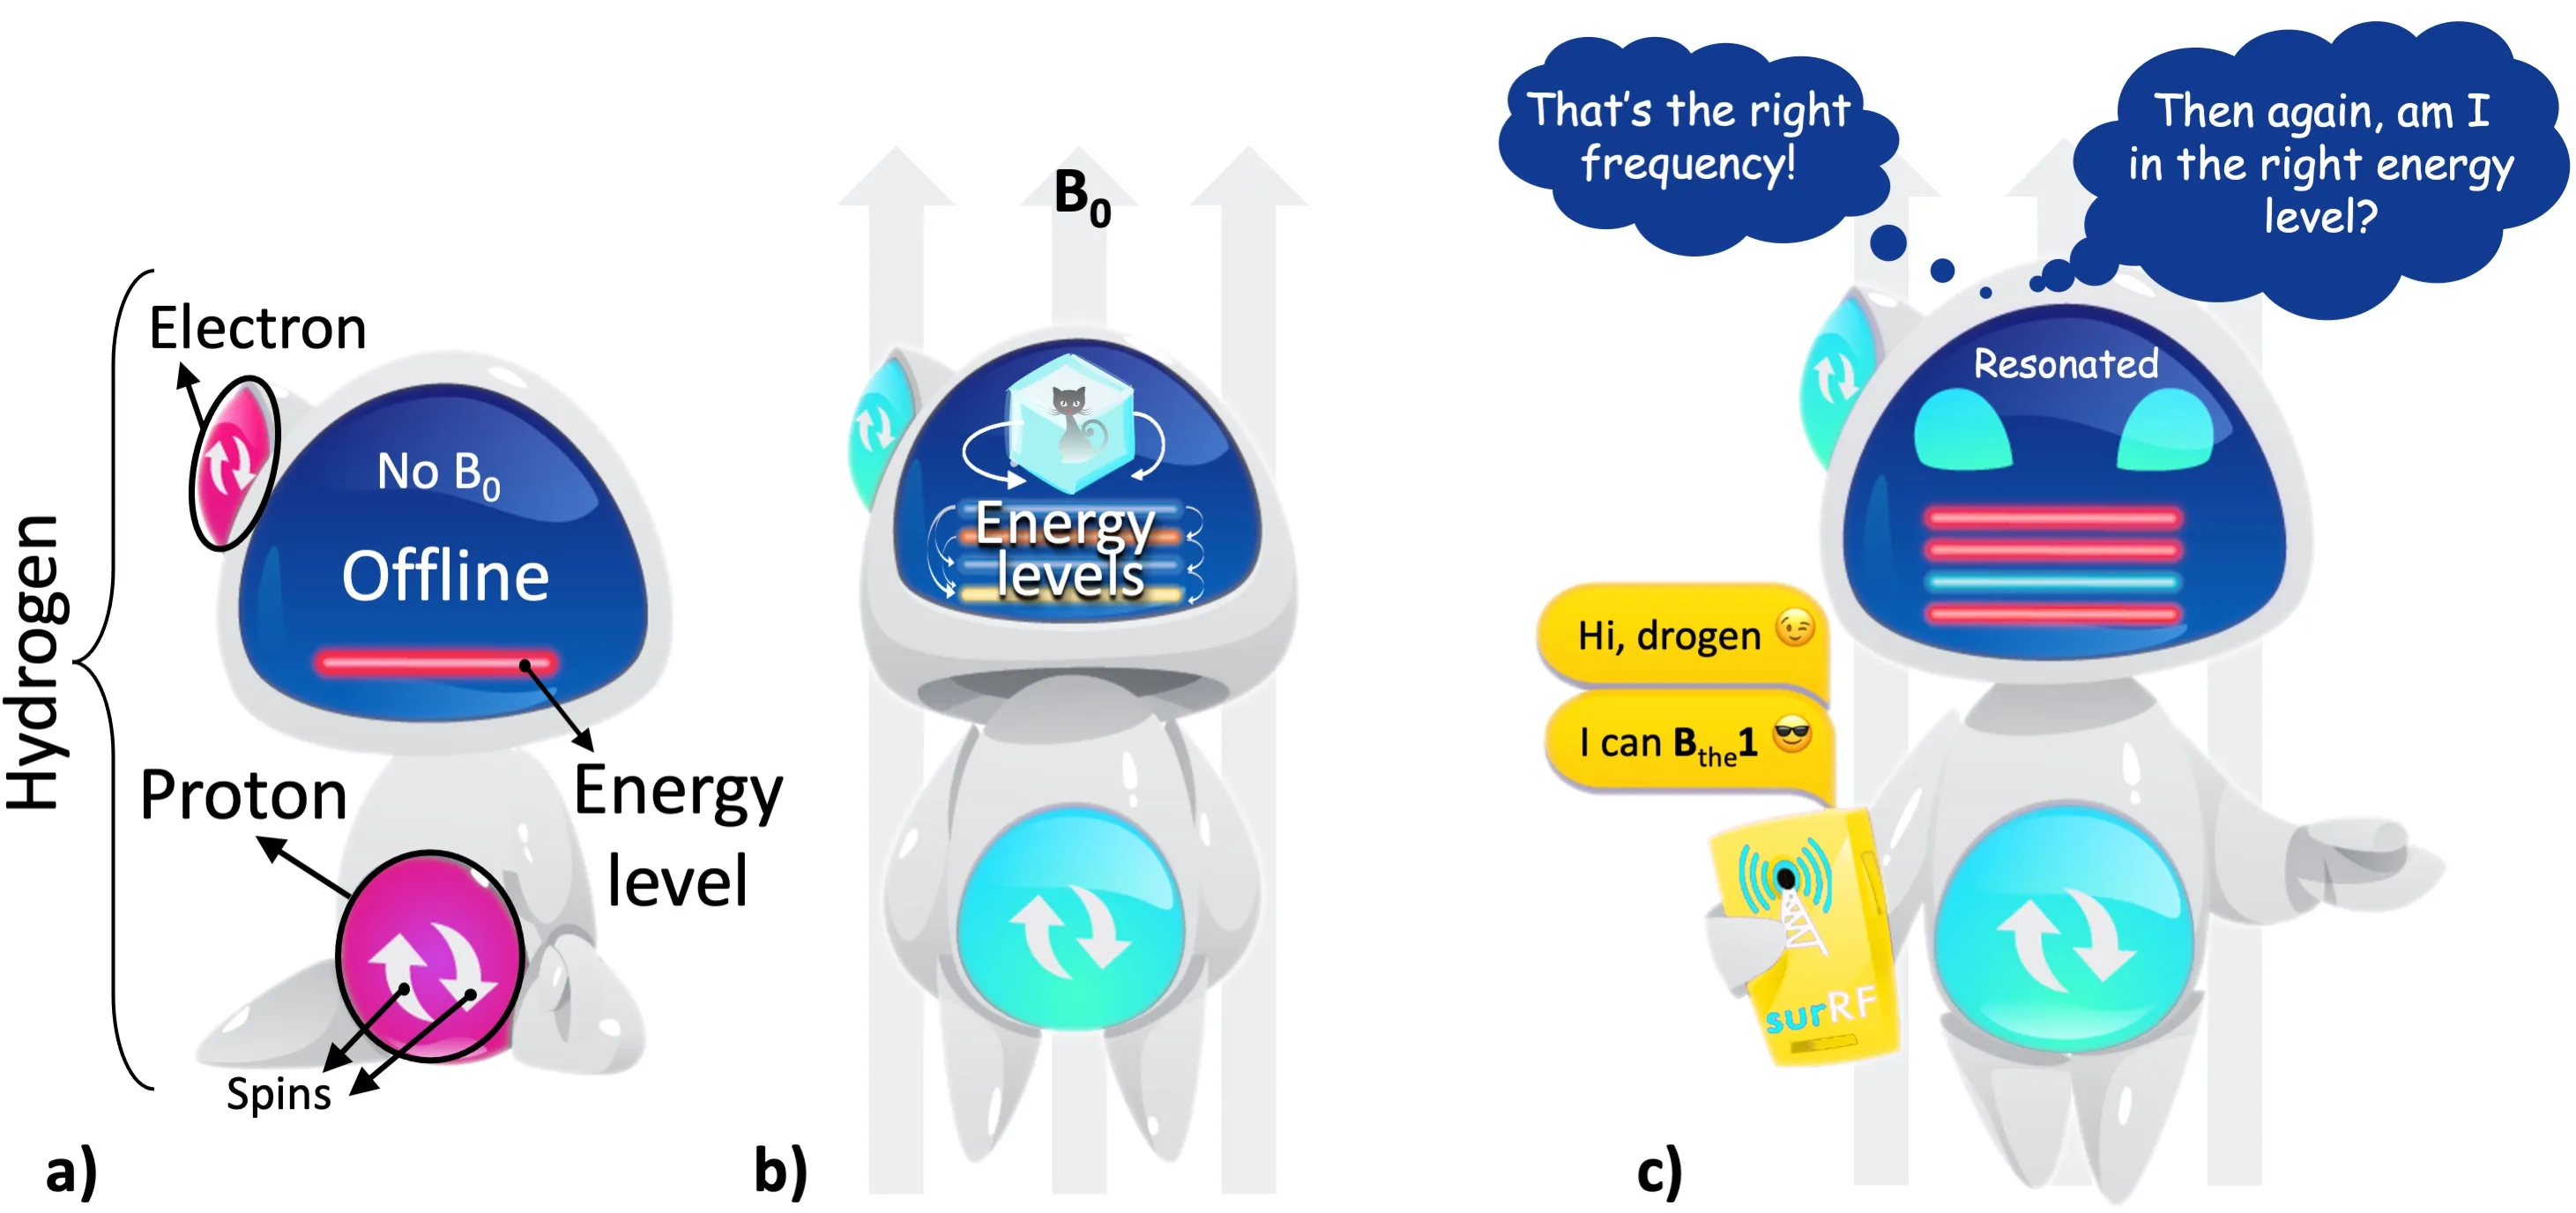 Hydrogen
Electron
No B₀
Offline
Proton
Energy
level
Spins
a)
B₀
Energy
levels
b)
That's the right
frequency!
Then again, am I
in the right energy
level?
Resonated
Hi, drogen 😉
I can Bthe1 😎
surRF
c)